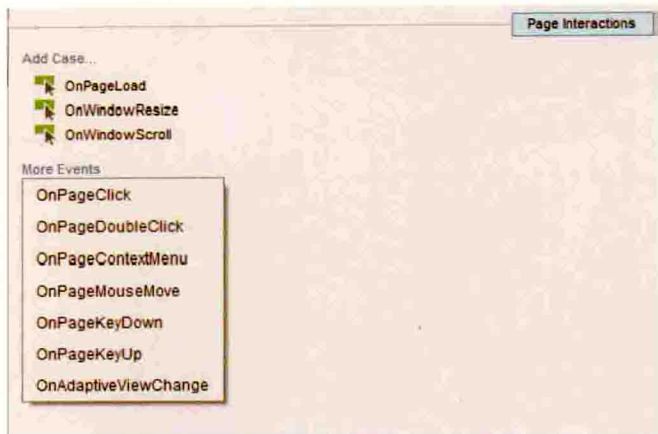 Page Interactions
Add Case...
OnPageLoad
OnWindowResize
OnWindowScroll
More Events
OnPageClick
OnPageDoubleClick
OnPageContextMenu
OnPageMouseMove
OnPageKeyDown
OnPageKeyUp
OnAdaptiveViewChange